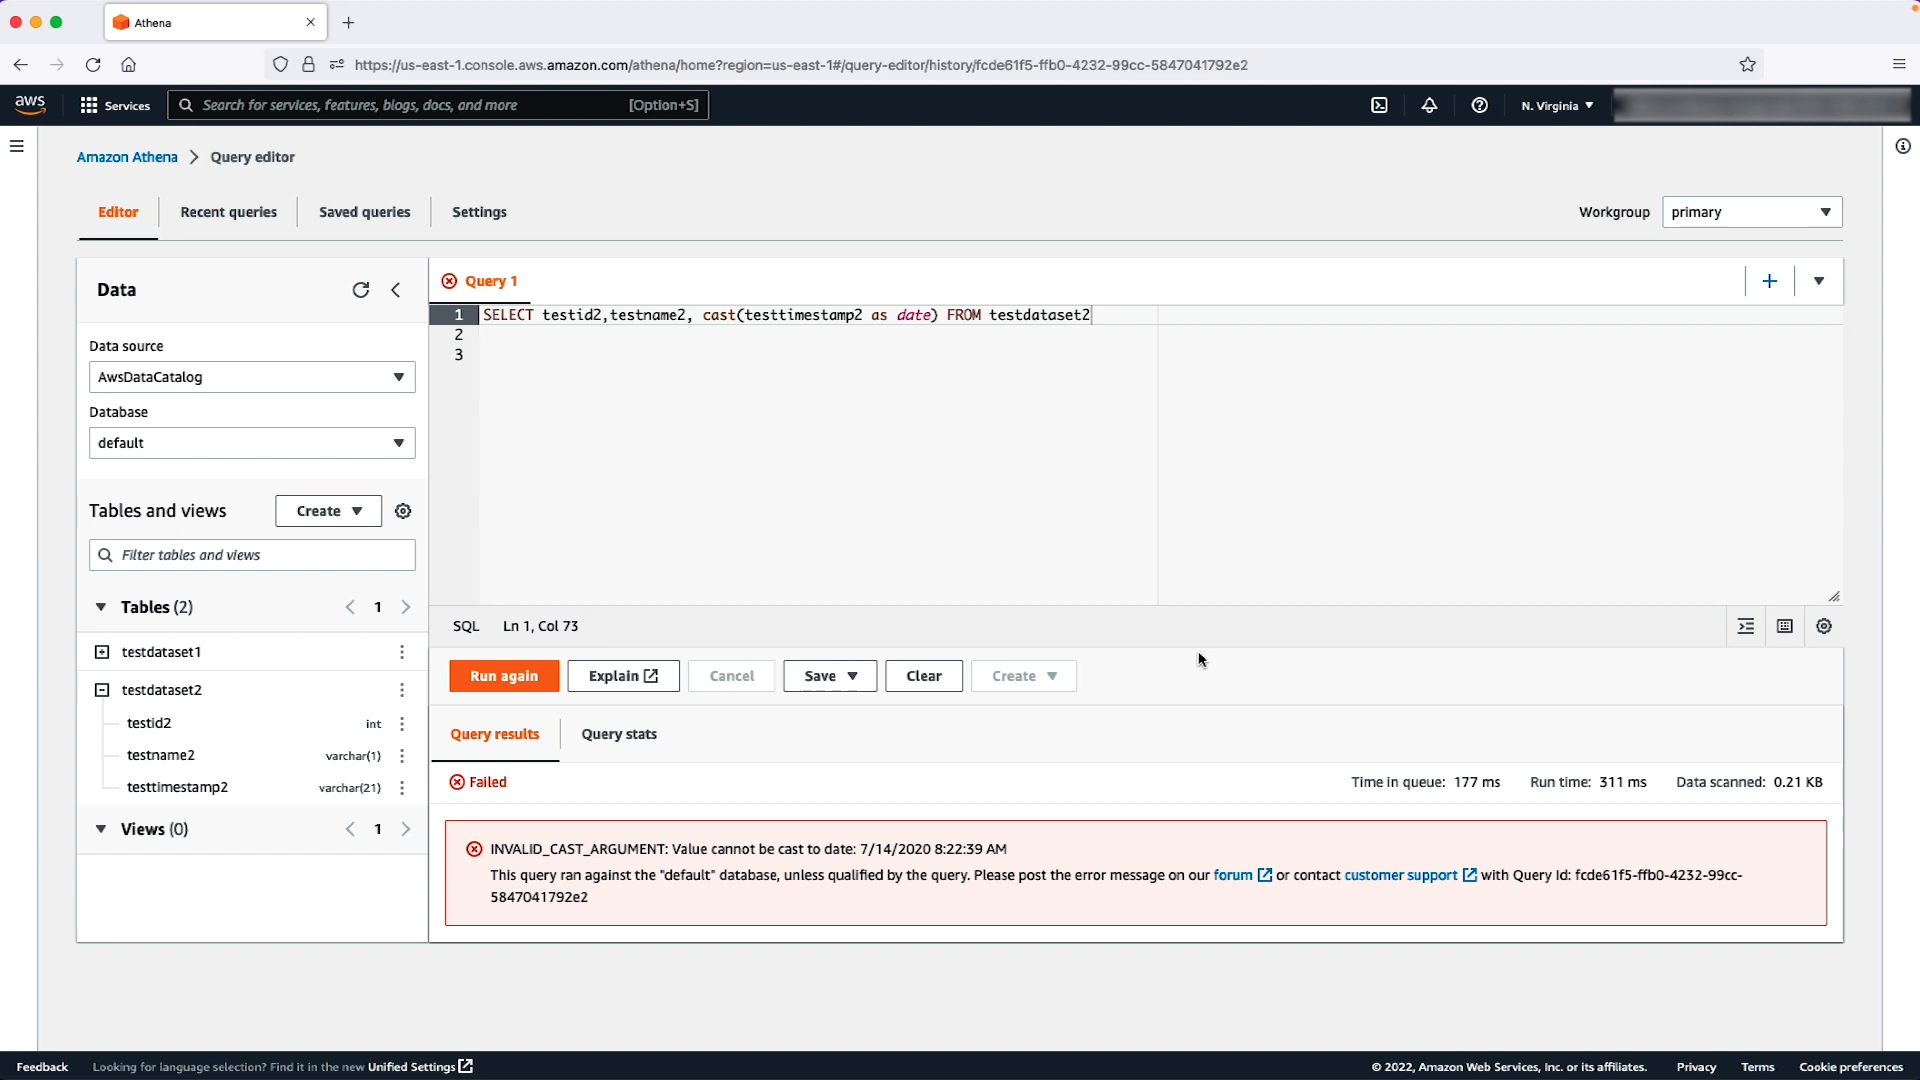 Athena
https://us-east-1.console.aws.amazon.com/athena/home?region=us-east-1#/query-editor/history/fcde61f5-ffb0-4232-99cc-5847041792e2
aws
Services
Search for services, features, blogs, docs, and more
[Option+S]
N. Virginia
Amazon Athena
Query editor
Editor
Recent queries
Saved queries
Settings
Workgroup
primary
Data
Query 1
1 SELECT testid2,testname2, cast(testtimestamp2 as date) FROM testdataset2
2
3
Data source
AwsDataCatalog
Database
default
Tables and views
Create
Filter tables and views
Tables (2)
1
testdataset1
testdataset2
testid2 int
testname2 varchar(1)
testtimestamp2 varchar(21)
Views (0)
1
SQL Ln 1, Col 73
Run again
Explain
Cancel
Save
Clear
Create
Query results
Query stats
Failed
Time in queue: 177 ms Run time: 311 ms Data scanned: 0.21 KB
INVALID_CAST_ARGUMENT: Value cannot be cast to date: 7/14/2020 8:22:39 AM
This query ran against the "default" database, unless qualified by the query. Please post the error message on our forum or contact customer support with Query Id: fcde61f5-ffb0-4232-99cc-
5847041792e2
Feedback
Looking for language selection? Find it in the new Unified Settings
© 2022, Amazon Web Services, Inc. or its affiliates.
Privacy
Terms
Cookie preferences